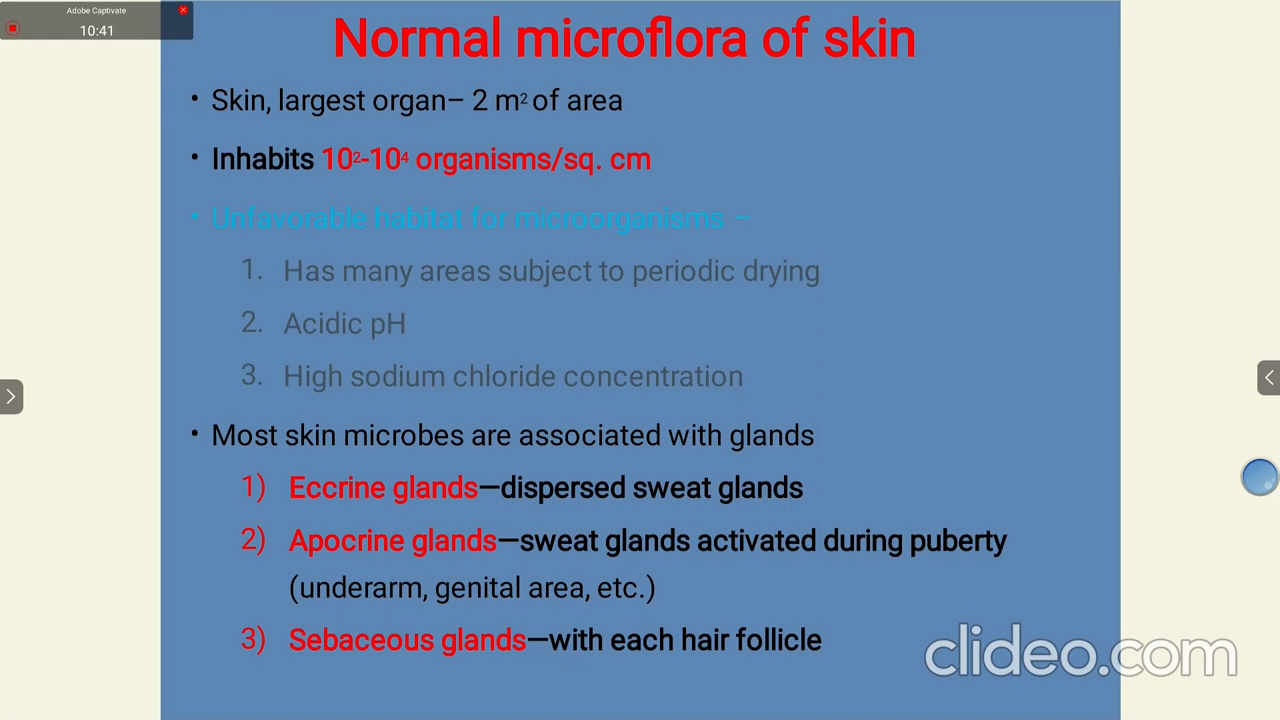 Adobe Captivate
10:41
Normal microflora of skin
• Skin, largest organ– 2 m² of area
• Inhabits 10²-10⁴ organisms/sq. cm
• Unfavorable habitat for microorganisms –
1. Has many areas subject to periodic drying
2. Acidic pH
3. High sodium chloride concentration
• Most skin microbes are associated with glands
1) Eccrine glands—dispersed sweat glands
2) Apocrine glands—sweat glands activated during puberty
(underarm, genital area, etc.)
3) Sebaceous glands—with each hair follicle
clideo.com